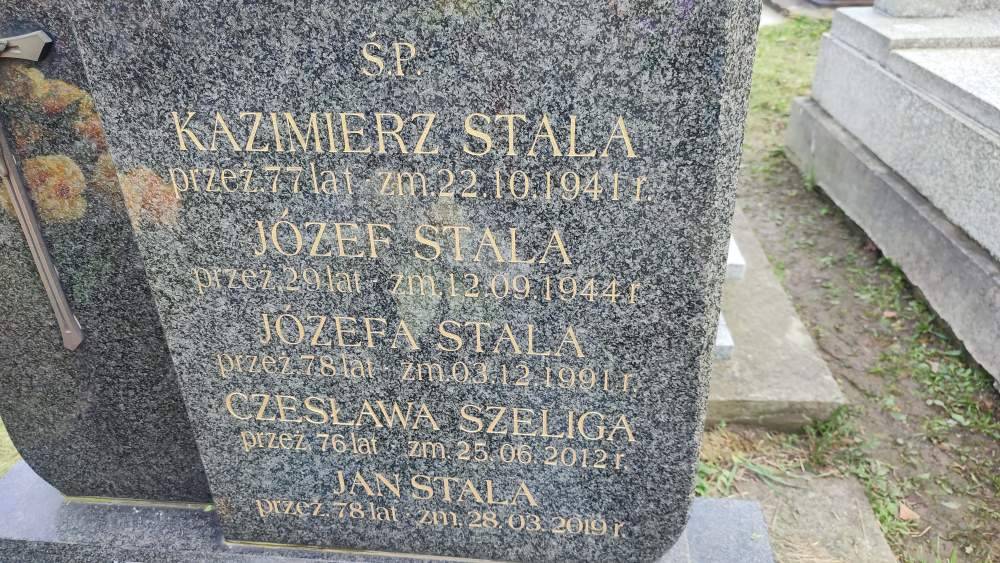 Ś.P.
KAZIMIERZ STALA
przeż.77 lat zm.22.10.1941 r.
JÓZEF STALA
przeż.29 lat zm.12.09.1944 r.
JÓZEFA STALA
przeż.78 lat zm.03.12.1991 r.
CZESŁAWA SZELIGA
przeż.76 lat zm.25.06.2012 r.
JAN STALA
przeż.78 lat zm.28.03.2019 r.